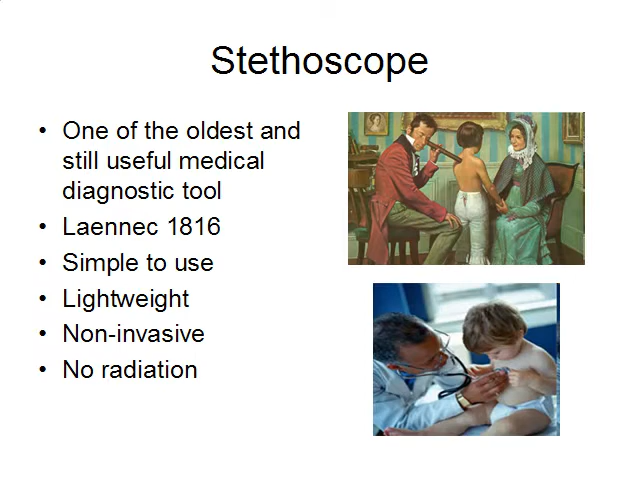 Stethoscope
• One of the oldest and
still useful medical
diagnostic tool
• Laennec 1816
• Simple to use
• Lightweight
• Non-invasive
• No radiation